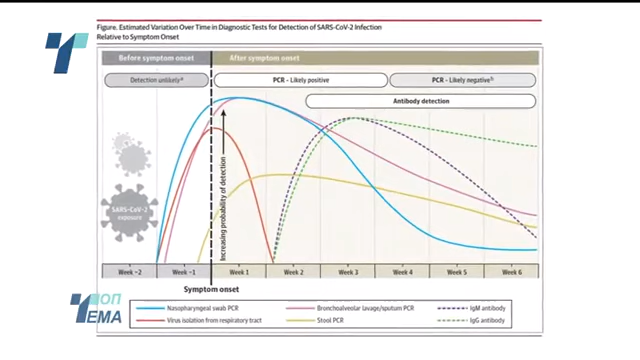 Figure. Estimated Variation Over Time in Diagnostic Tests for Detection of SARS-CoV-2 Infection
Relative to Symptom Onset
Before symptom onset
After symptom onset
Detection unlikelyᵃ
PCR - Likely positive
PCR - Likely negativeᵇ
Antibody detection
SARS-CoV-2
exposure
Increasing probability of detection
Week −2
Week −1
Week 1
Week 2
Week 3
Week 4
Week 5
Week 6
Symptom onset
Nasopharyngeal swab PCR
Virus isolation from respiratory tract
Bronchoalveolar lavage/sputum PCR
Stool PCR
IgM antibody
IgG antibody
ТОП
ТЕМА